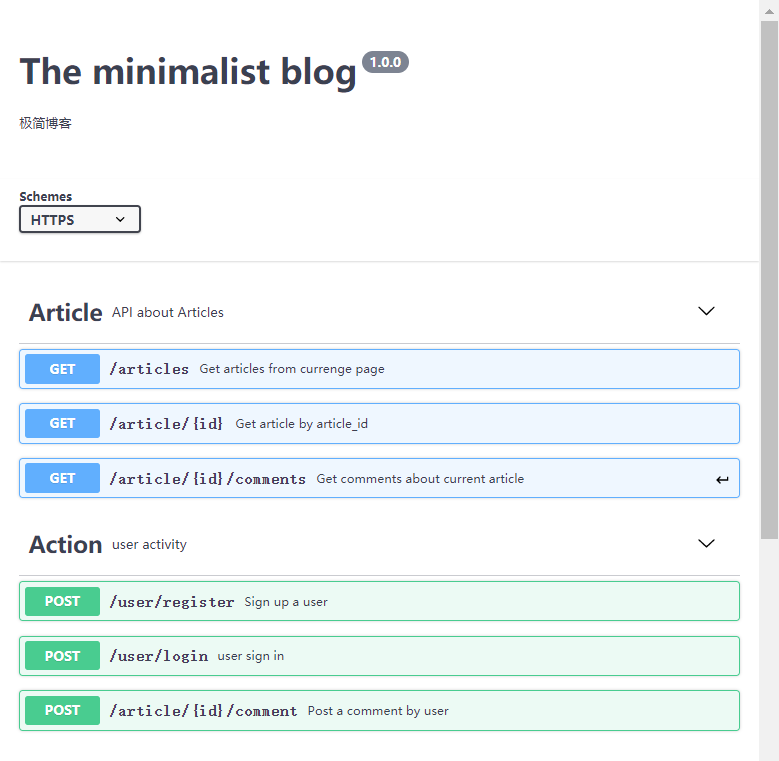 The minimalist blog 1.0.0
极简博客
Schemes
HTTPS
Article API about Articles
GET /articles Get articles from currenge page
GET /article/{id} Get article by article_id
GET /article/{id}/comments Get comments about current article
Action user activity
POST /user/register Sign up a user
POST /user/login user sign in
POST /article/{id}/comment Post a comment by user